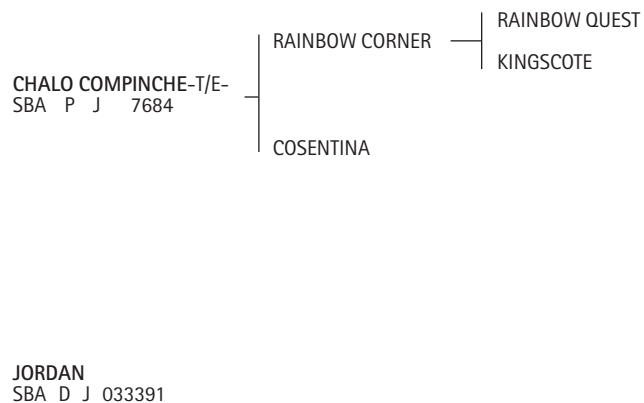 RAINBOW QUEST
RAINBOW CORNER
KINGSCOTE
CHALO COMPINCHE-T/E-
SBA P J 7684
COSENTINA
JORDAN
SBA D J 033391